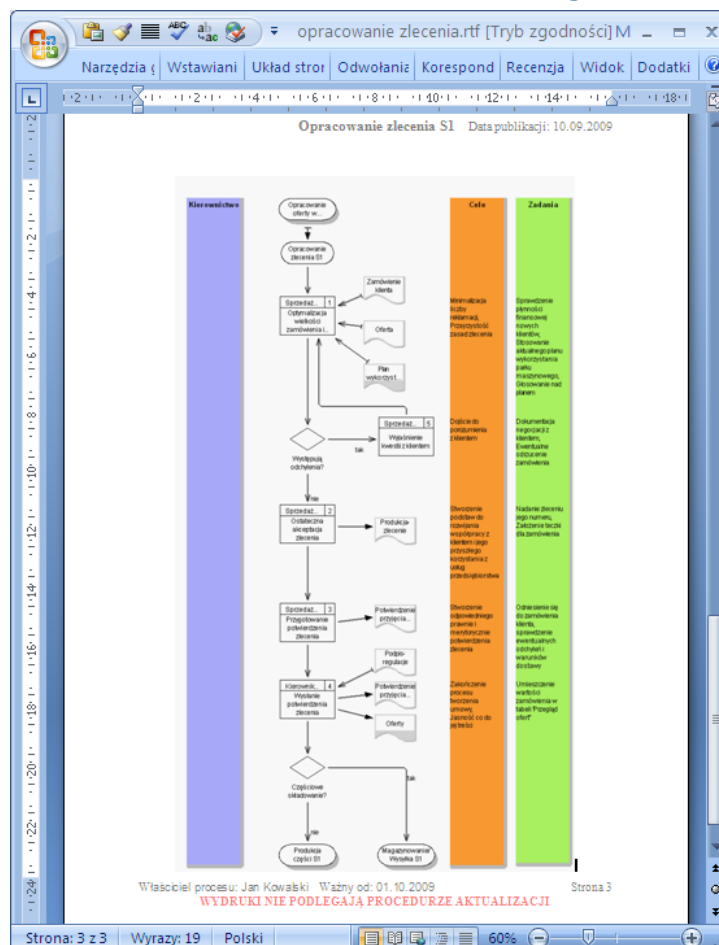 opracowanie zlecenia.rtf [Tryb zgodności] M
Narzędzia g Wstawiani Układ stror Odwołania Korespond Recenzja Widok Dodatki
Opracowanie zlecenia S1 Data publikacji: 10.09.2009
Kierownictwo
Opracowanie
oferty w...
Cele
Zadania
Opracowanie
zlecenia S1
Zamówienie
klienta
Sprzedaż... 1
Optymalizacja
wielkości
zamówienia i...
Oferta
Plan
wykorzyst...
Minimalizacja
liczby
reklamacji,
Przejrzystość
zasad zlecenia
Sprawdzenie
płynności
finansowej
nowych
klientów,
Stosowanie
aktualnego planu
wykorzystania
parku
maszynowego,
Głosowanie nad
planem
Występują
odchylenia?
tak
Sprzedaż... 5
Wyjaśnienie
kwestii z klientem
Dojście do
porozumienia
z klientem
Dokumentacja
negocjacji z
klientem,
Ewentualne
odrzucenie
zamówienia
nie
Sprzedaż... 2
Ostateczna
akceptacja
zlecenia
Produkcja-
zlecenie
Stworzenie
podstaw do
rozwijania
współpracy z
klientem i jego
przyszłego
korzystania z
usług
przedsiębiorstwa
Nadanie zleceniu
jego numeru,
Założenie teczki
dla zamówienia
Sprzedaż... 3
Przygotowanie
potwierdzenia
zlecenia
Potwierdzenie
przyjęcia...
Stworzenie
odpowiedniego
prawnie i
merytorycznie
potwierdzenia
zlecenia
Odniesienie się
do zamówienia
klienta,
sprawdzenie
ewentualnych
odchyleń i
warunków
dostawy
Podpis-
regulacje
Kierownik... 4
Wysłanie
potwierdzenia
zlecenia
Potwierdzenie
przyjęcia...
Oferty
Zakończenie
procesu
tworzenia
umowy,
Jasność co do
jej treści
Umieszczenie
wartości
zamówienia w
tabeli "Przegląd
ofert"
Częściowe
składowanie?
tak
nie
Produkcja
części S1
Magazynowanie/
Wysyłka S1
Właściciel procesu: Jan Kowalski Ważny od: 01.10.2009 Strona 3
WYDRUKI NIE PODLEGAJĄ PROCEDURZE AKTUALIZACJI
Strona: 3 z 3 Wyrazy: 19 Polski 60%